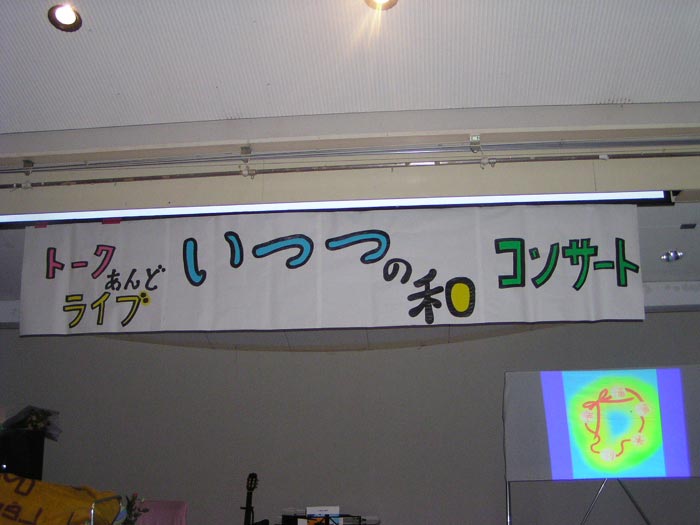 トーク
あんど
ライブ
いつつの和
コンサート